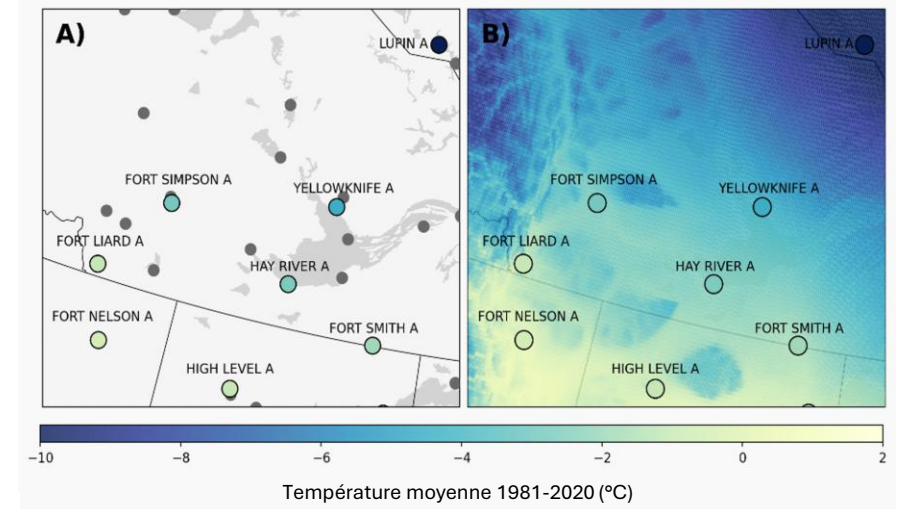 A)
LUPIN A
FORT SIMPSON A
YELLOWKNIFE A
FORT LIARD A
HAY RIVER A
FORT NELSON A
FORT SMITH A
HIGH LEVEL A
B)
LUPIN A
FORT SIMPSON A
YELLOWKNIFE A
FORT LIARD A
HAY RIVER A
FORT NELSON A
FORT SMITH A
HIGH LEVEL A
−10 −8 −6 −4 −2 0 2
Température moyenne 1981-2020 (°C)